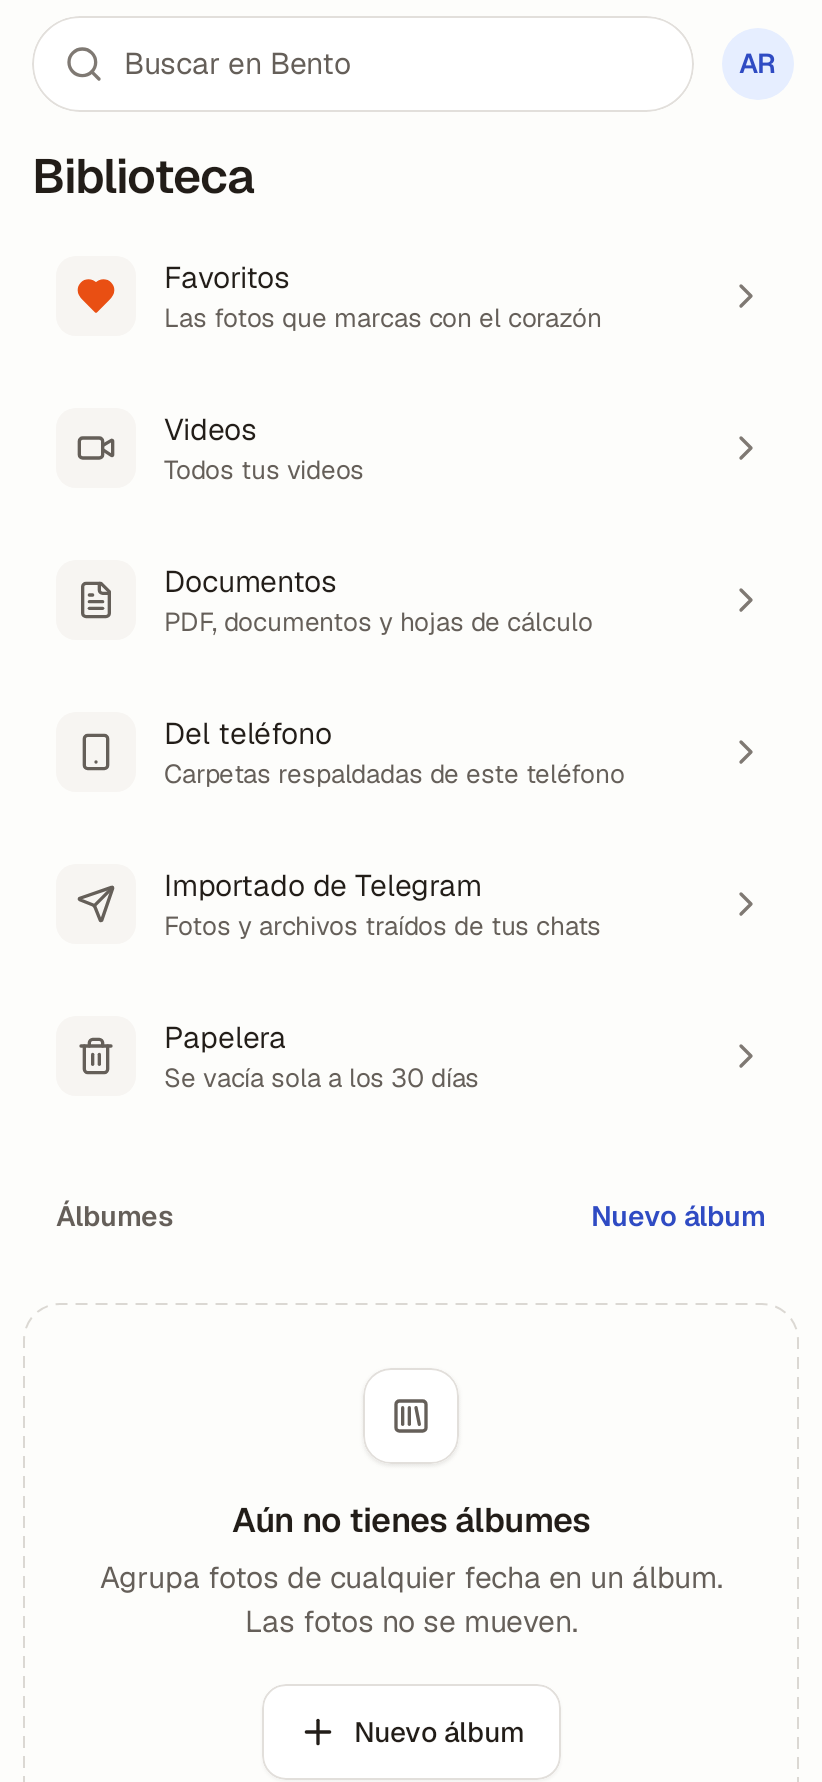 Buscar en Bento
AR
Biblioteca
Favoritos
Las fotos que marcas con el corazón
Videos
Todos tus videos
Documentos
PDF, documentos y hojas de cálculo
Del teléfono
Carpetas respaldadas de este teléfono
Importado de Telegram
Fotos y archivos traídos de tus chats
Papelera
Se vacía sola a los 30 días
Álbumes
Nuevo álbum
Aún no tienes álbumes
Agrupa fotos de cualquier fecha en un álbum.
Las fotos no se mueven.
Nuevo álbum